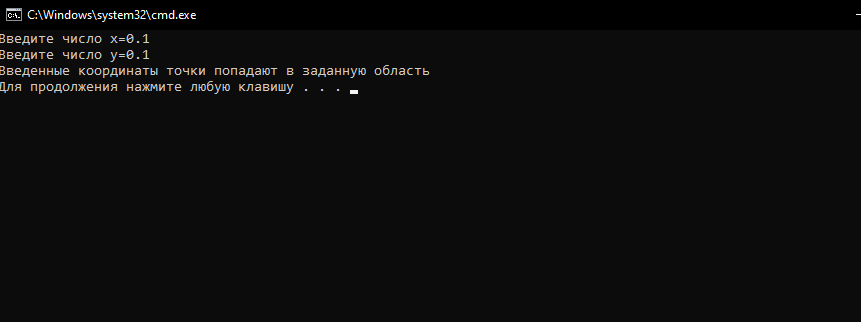 C:\Windows\system32\cmd.exe
Введите число x=0.1
Введите число y=0.1
Введенные координаты точки попадают в заданную область
Для продолжения нажмите любую клавишу . . .